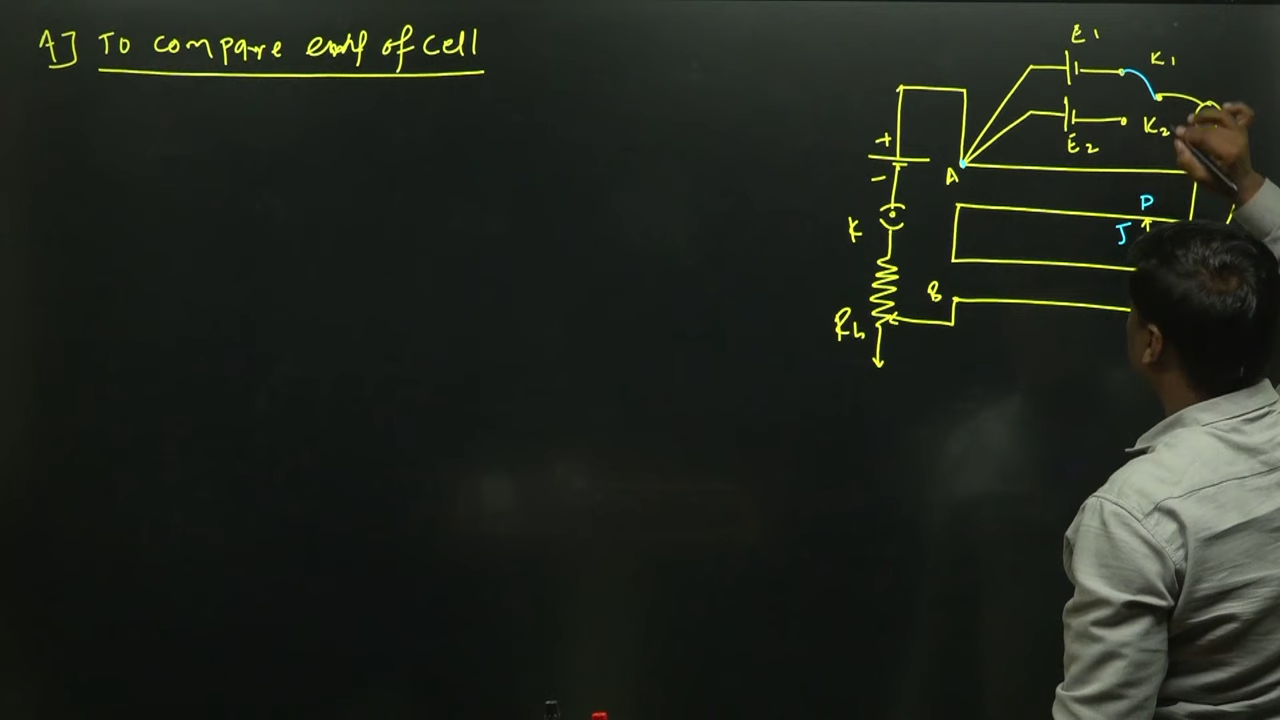 A] To compare emf of cell
E1
K1
K2
E2
+
-
A
P
J
K
B
Rh